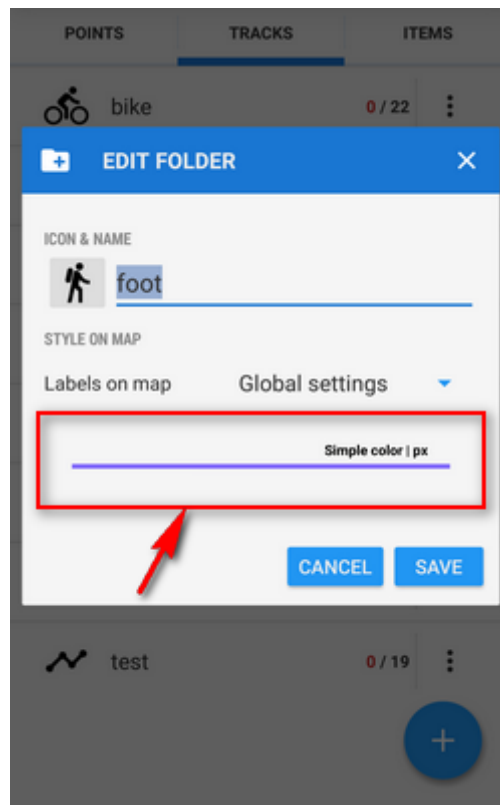 POINTS TRACKS ITEMS
bike 0 / 22
EDIT FOLDER
ICON & NAME
foot
STYLE ON MAP
Labels on map Global settings
Simple color | px
CANCEL SAVE
test 0 / 19